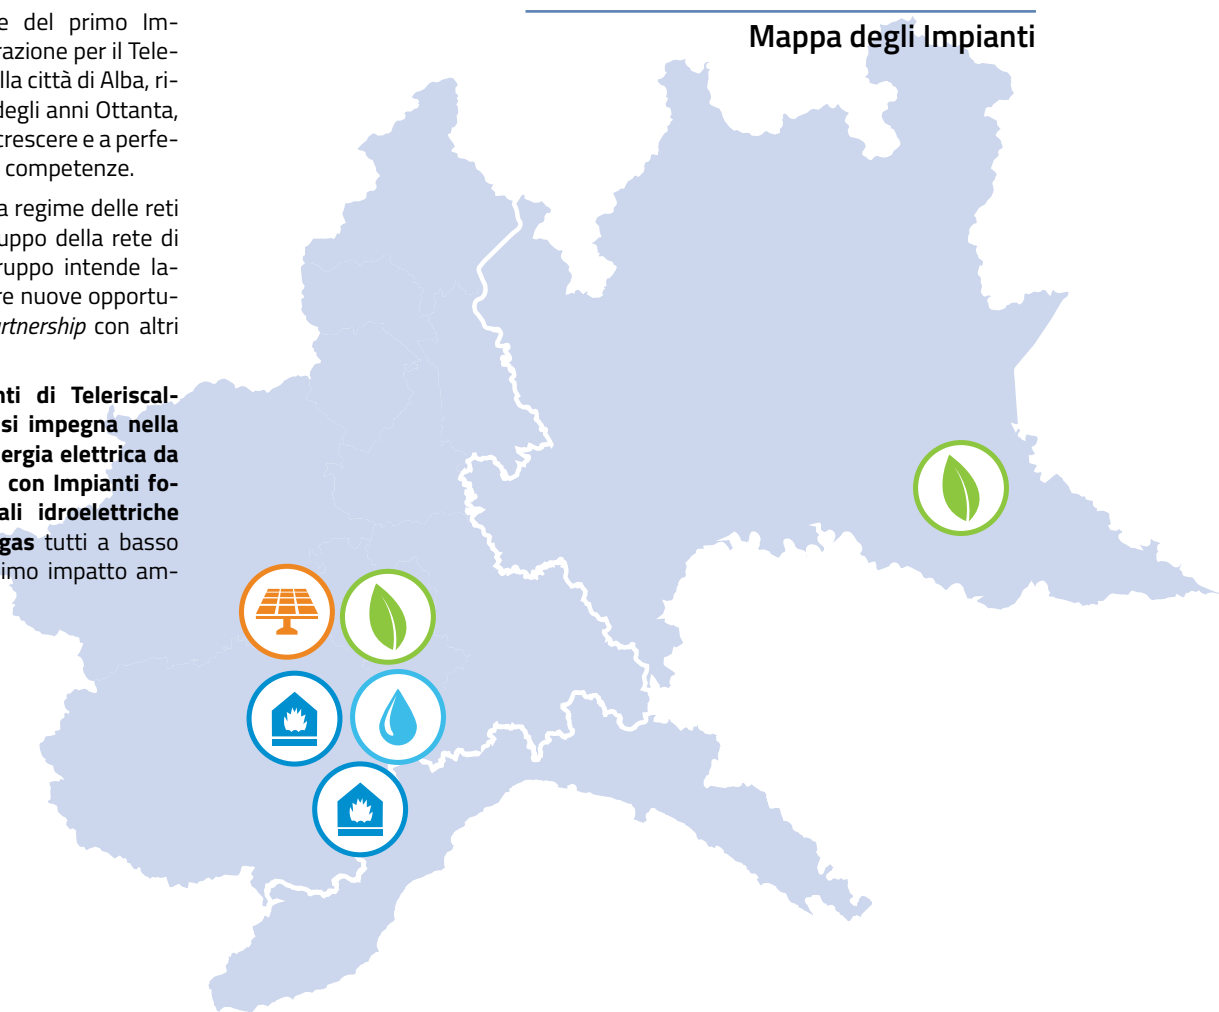 e del primo Im-
razione per il Tele-
lla città di Alba, ri-
degli anni Ottanta,
crescere e a perfe-
competenze.
a regime delle reti
uppo della rete di
ruppo intende la-
re nuove opportu-
rtnership con altri
nti di Teleriscal-
si impegna nella
nergia elettrica da
con Impianti fo-
ali idroelettriche
gas tutti a basso
imo impatto am-
Mappa degli Impianti